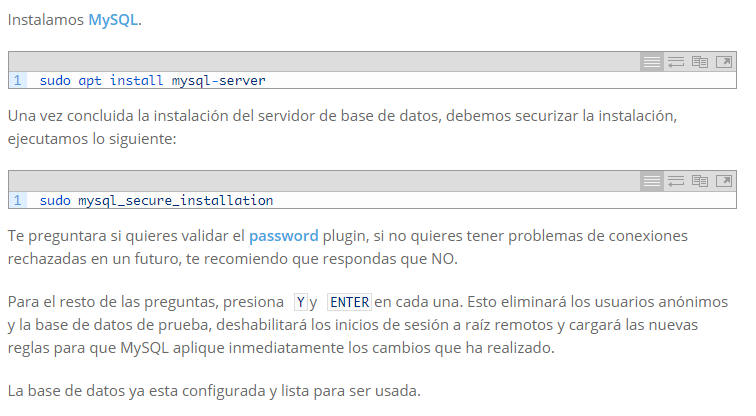 Instalamos MySQL.
1 sudo apt install mysql-server
Una vez concluida la instalación del servidor de base de datos, debemos securizar la instalación,
ejecutamos lo siguiente:
1 sudo mysql_secure_installation
Te preguntara si quieres validar el password plugin, si no quieres tener problemas de conexiones
rechazadas en un futuro, te recomiendo que respondas que NO.
Para el resto de las preguntas, presiona Y y ENTER en cada una. Esto eliminará los usuarios anónimos
y la base de datos de prueba, deshabilitará los inicios de sesión a raíz remotos y cargará las nuevas
reglas para que MySQL aplique inmediatamente los cambios que ha realizado.
La base de datos ya esta configurada y lista para ser usada.